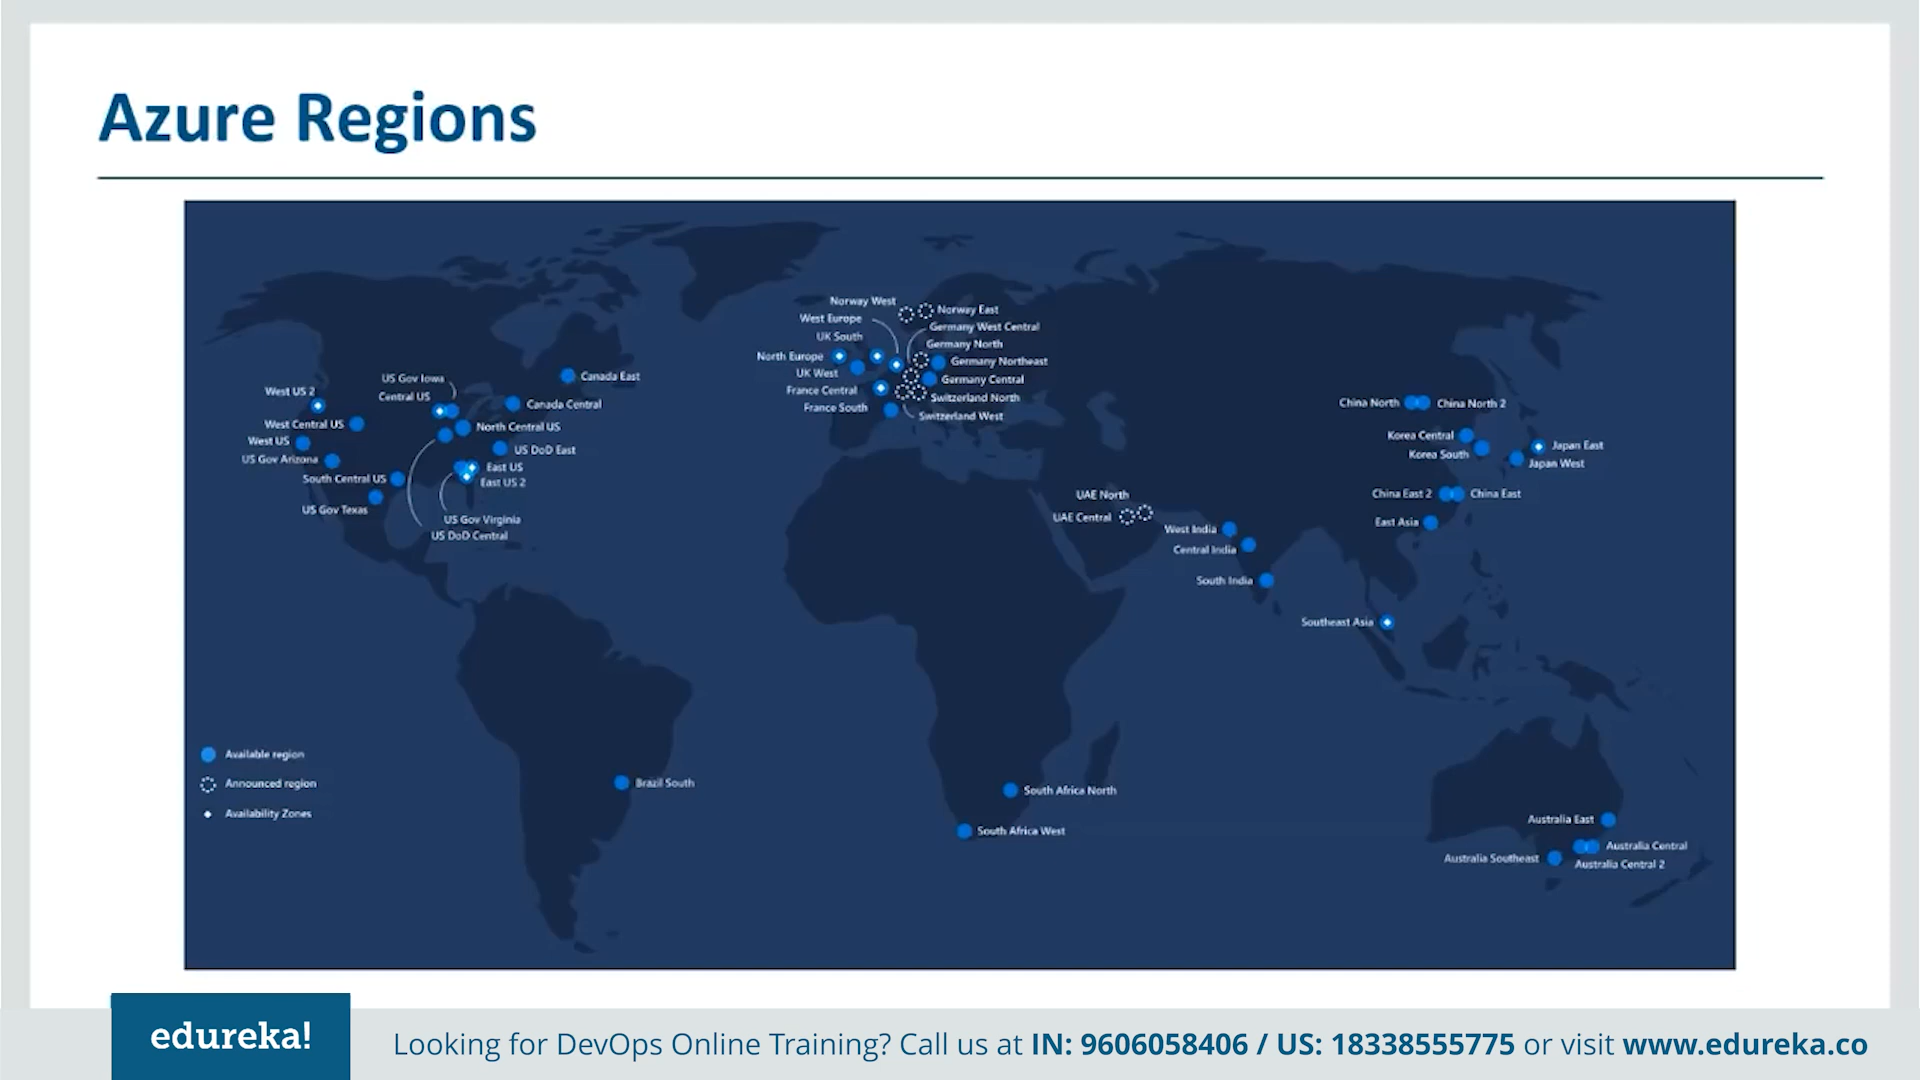 Azure Regions
Norway West
Norway East
West Europe
Germany West Central
UK South
Germany North
North Europe
Germany Northeast
UK West
Germany Central
France Central
Switzerland North
France South
Switzerland West
Canada East
US Gov Iowa
West US 2
Central US
Canada Central
West Central US
North Central US
West US
US DoD East
US Gov Arizona
East US
South Central US
East US 2
US Gov Texas
US Gov Virginia
US DoD Central
China North
China North 2
Korea Central
Japan East
Korea South
Japan West
China East 2
China East
East Asia
UAE North
UAE Central
West India
Central India
South India
Southeast Asia
Available region
Announced region
Availability Zones
Brazil South
South Africa North
South Africa West
Australia East
Australia Central
Australia Southeast
Australia Central 2
edureka!
Looking for DevOps Online Training? Call us at IN: 9606058406 / US: 18338555775 or visit www.edureka.co